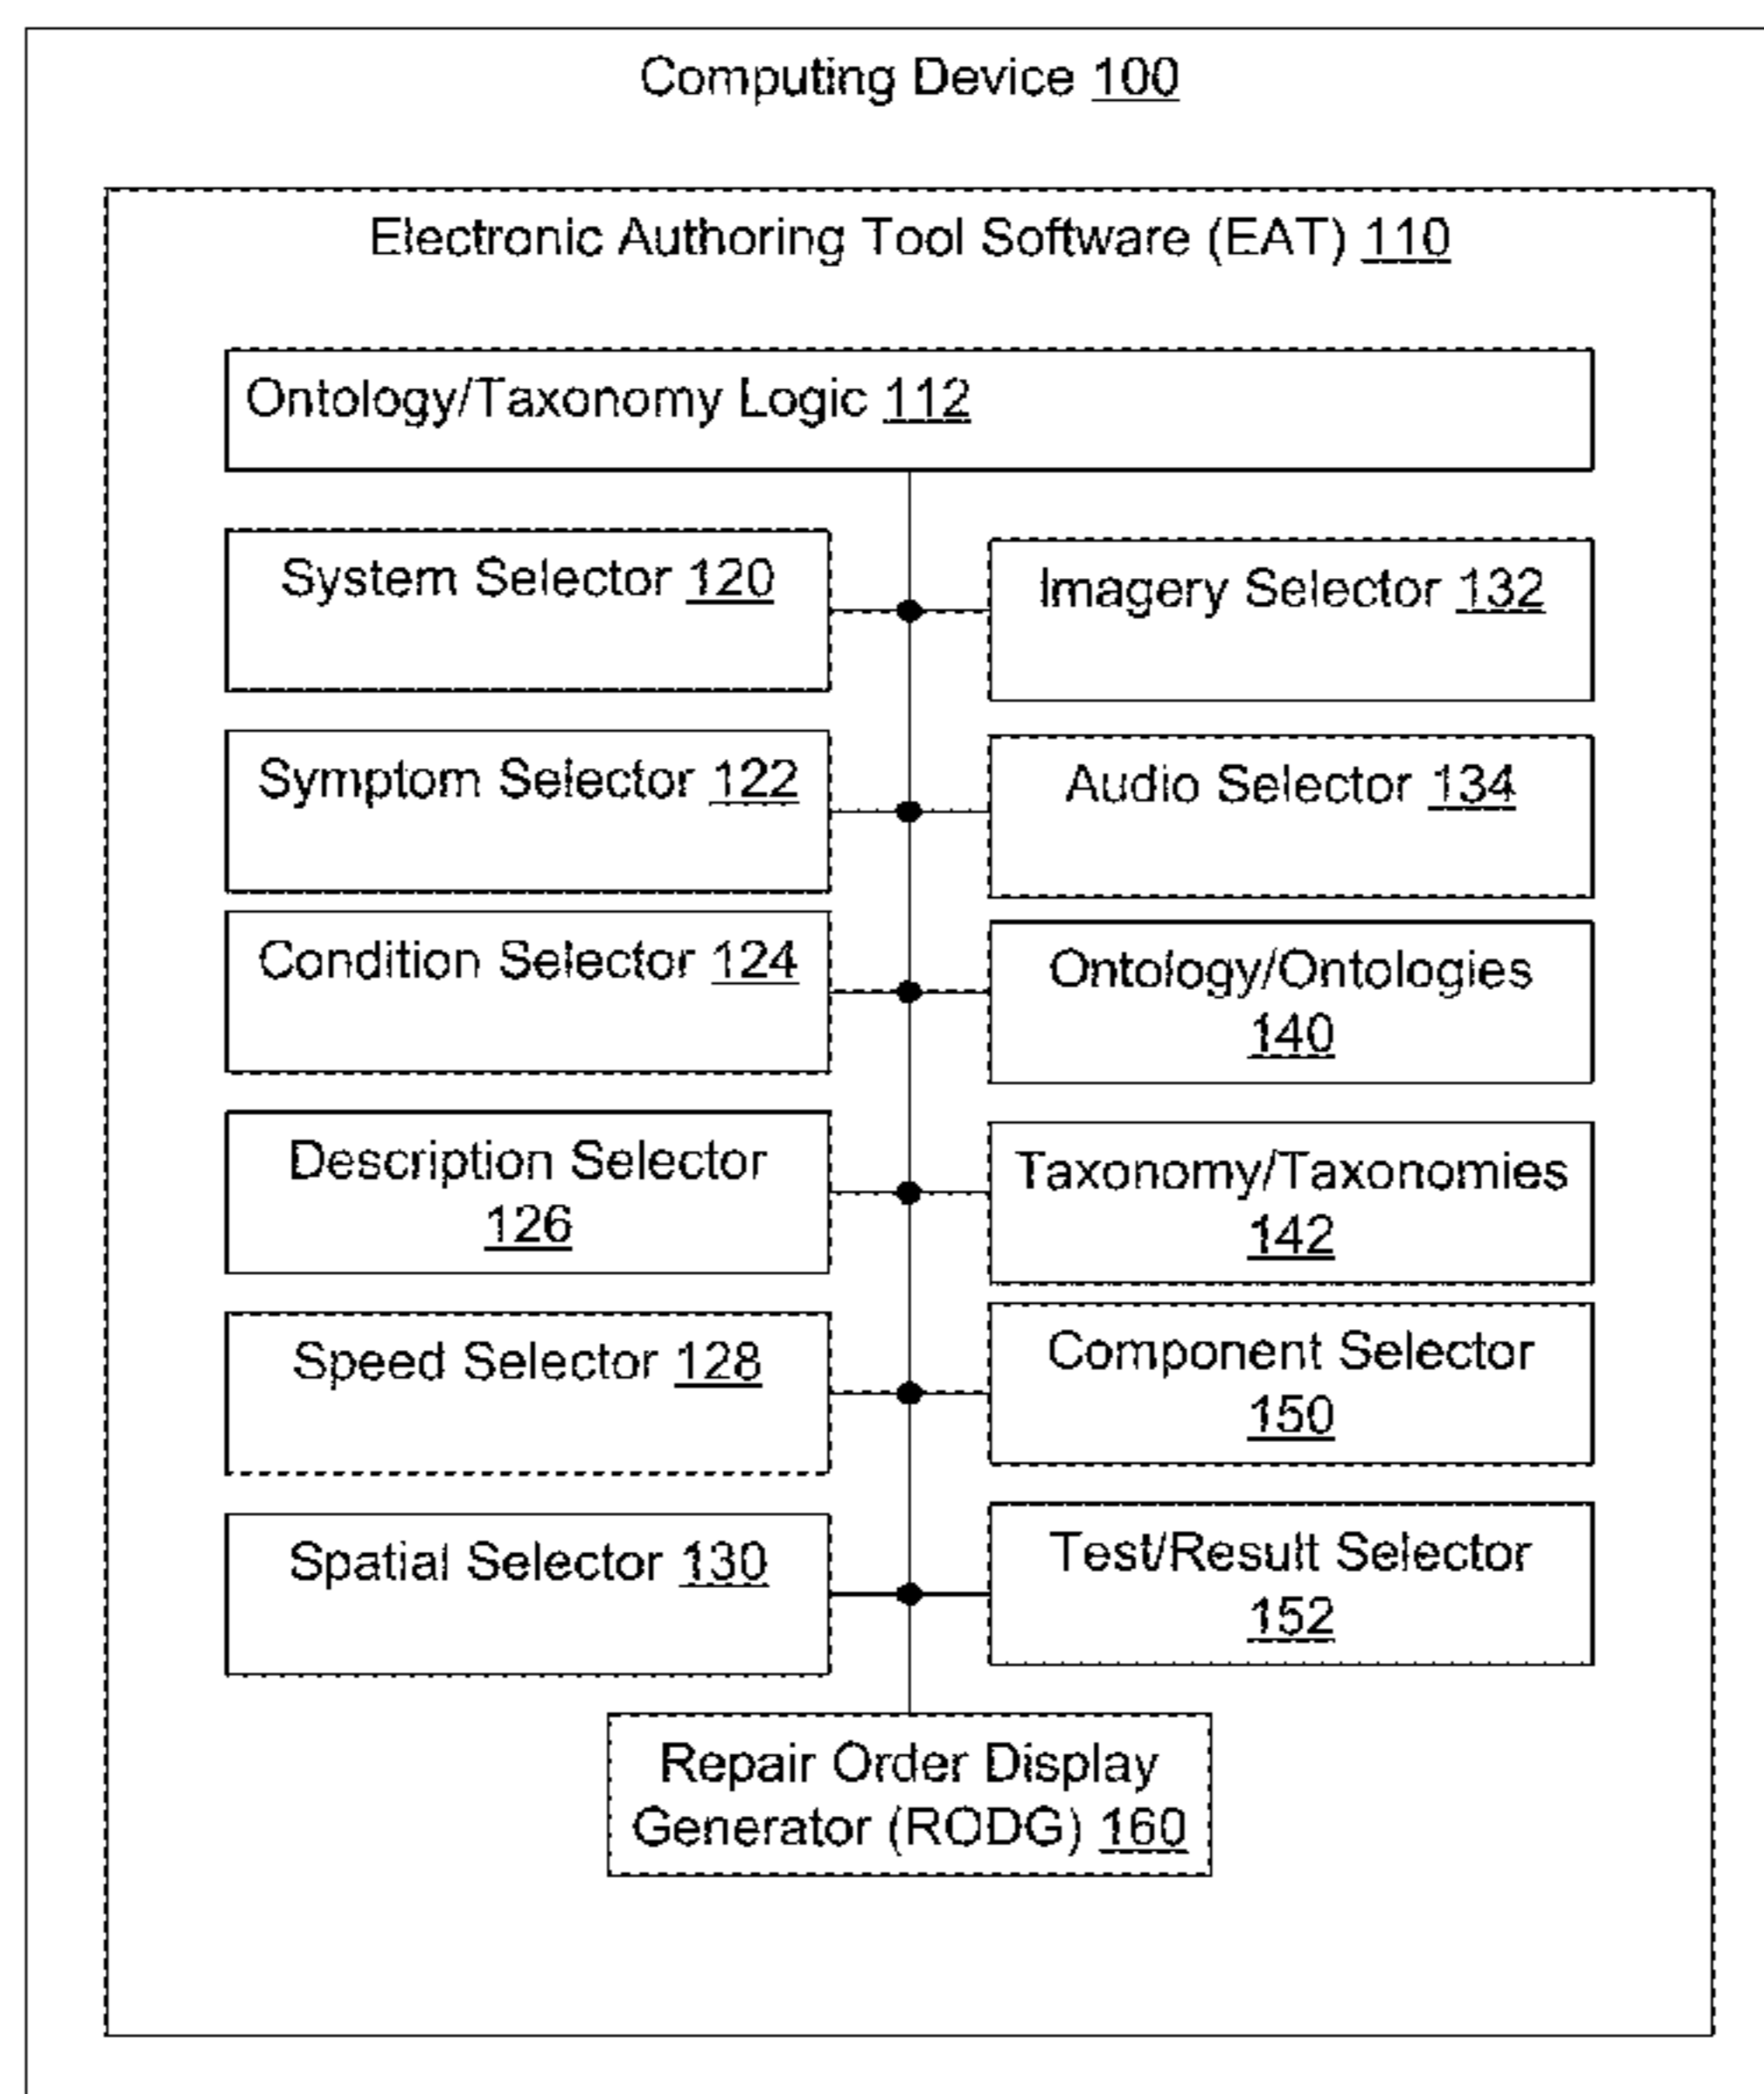 Computing Device 100
Electronic Authoring Tool Software (EAT) 110
Ontology/Taxonomy Logic 112
System Selector 120
Imagery Selector 132
Symptom Selector 122
Audio Selector 134
Condition Selector 124
Ontology/Ontologies
140
Description Selector
126
Taxonomy/Taxonomies
142
Speed Selector 128
Component Selector
150
Spatial Selector 130
Test/Result Selector
152
Repair Order Display
Generator (RODG) 160